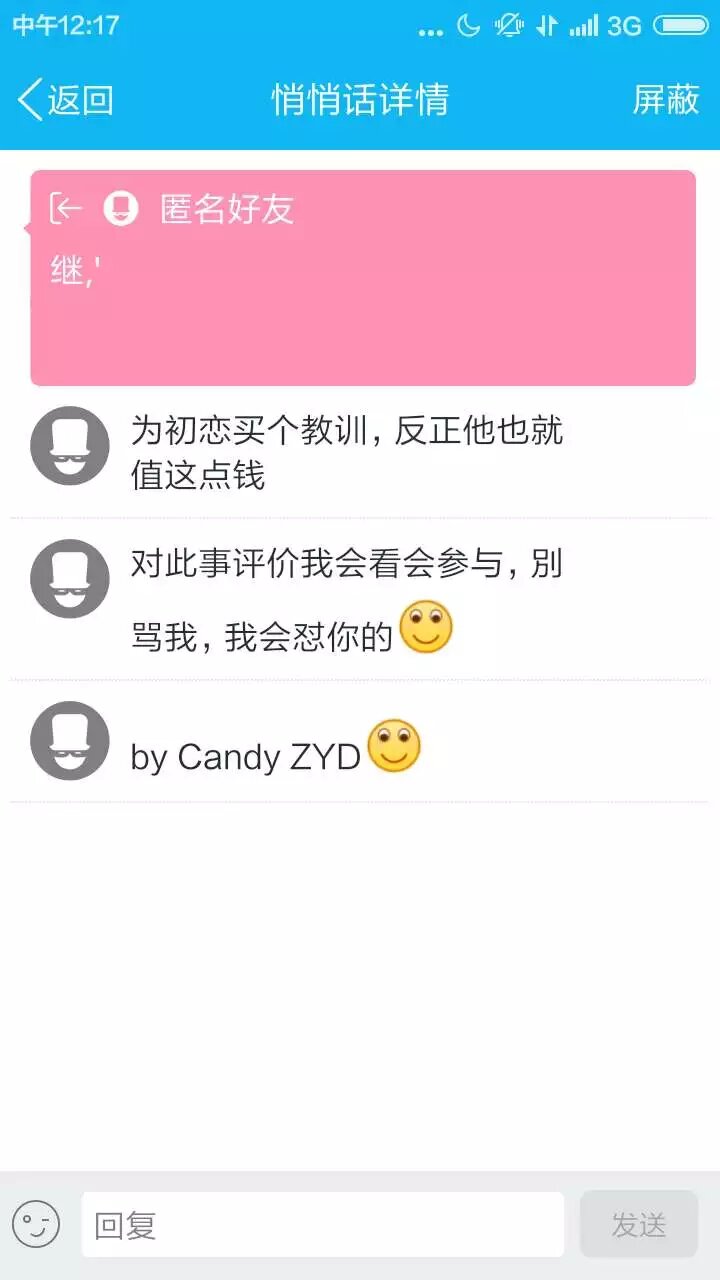 中午12:17
... 3G
返回 悄悄话详情 屏蔽
匿名好友
继,'
为初恋买个教训，反正他也就
值这点钱
对此事评价我会看会参与，别
骂我，我会怼你的
by Candy ZYD
回复 发送